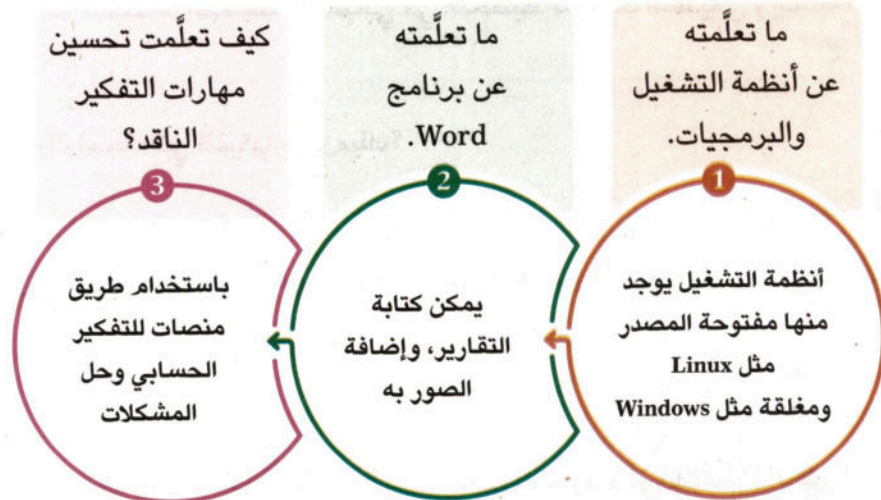 ما تعلَّمته
عن أنظمة التشغيل
والبرمجيات.
1
أنظمة التشغيل يوجد
منها مفتوحة المصدر
مثل Linux
ومغلقة مثل Windows
ما تعلَّمته
عن برنامج
Word.
2
يمكن كتابة
التقارير، وإضافة
الصور به
كيف تعلَّمت تحسين
مهارات التفكير
الناقد؟
3
باستخدام طريق
منصات للتفكير
الحسابي وحل
المشكلات